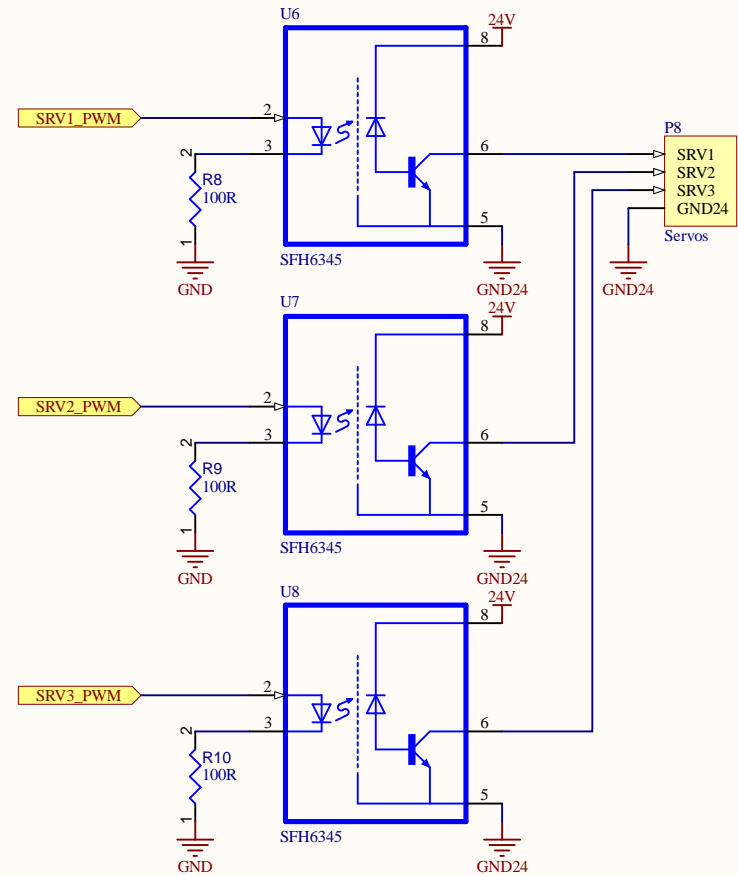 U6
24V
8
SRV1_PWM
2
3
6
2
R8
100R
1
5
SFH6345
GND
GND24
P8
SRV1
SRV2
SRV3
GND24
Servos
GND24
U7
24V
8
SRV2_PWM
2
3
6
2
R9
100R
1
5
SFH6345
GND
GND24
U8
24V
8
SRV3_PWM
2
3
6
2
R10
100R
1
5
SFH6345
GND
GND24